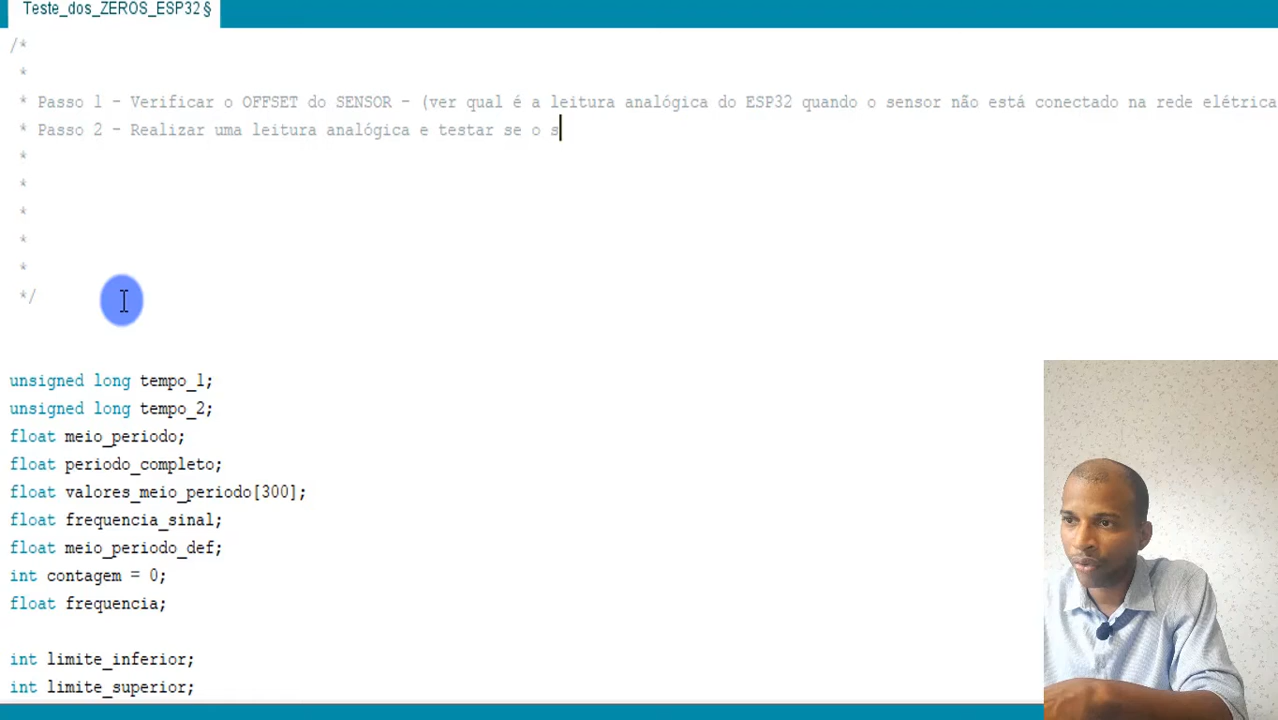 Teste_dos_ZEROS_ESP32 §
/*
*
* Passo 1 - Verificar o OFFSET do SENSOR - (ver qual é a leitura analógica do ESP32 quando o sensor não está conectado na rede elétrica
* Passo 2 - Realizar uma leitura analógica e testar se o s
*
*
*
*
*
*/
unsigned long tempo_1;
unsigned long tempo_2;
float meio_periodo;
float periodo_completo;
float valores_meio_periodo[300];
float frequencia_sinal;
float meio_periodo_def;
int contagem = 0;
float frequencia;
int limite_inferior;
int limite_superior;